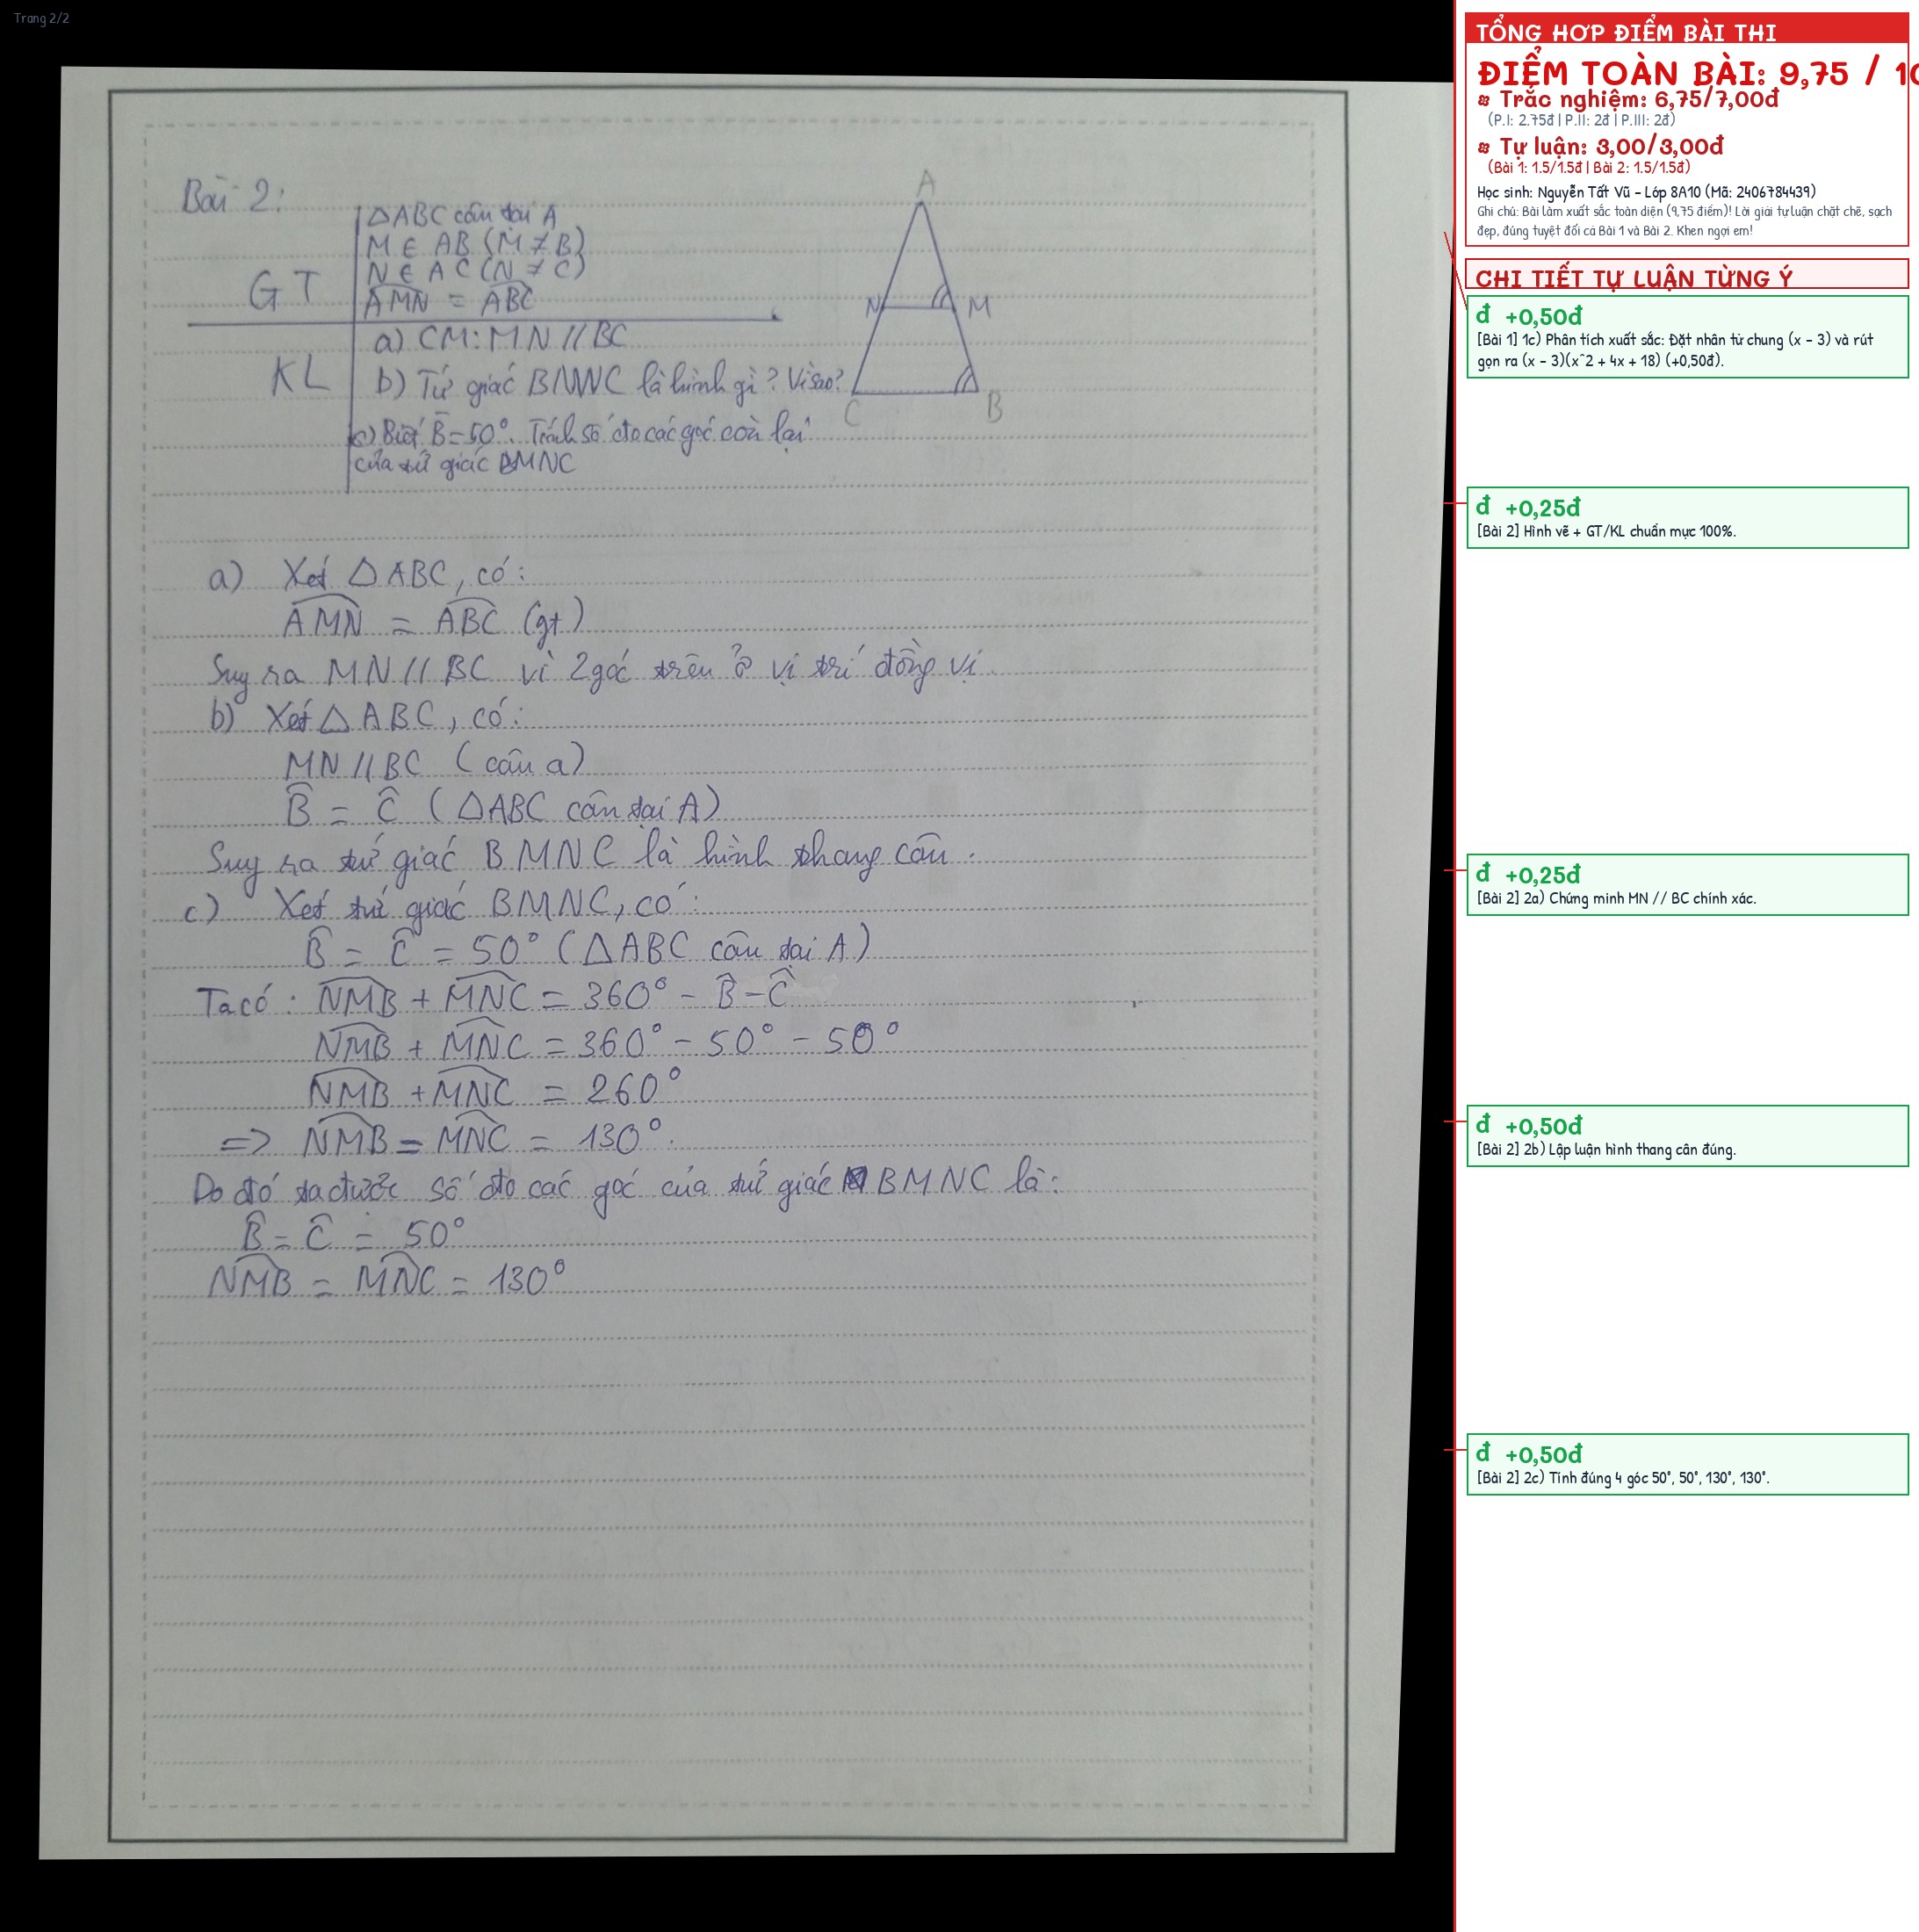 Trang 2/2
Bài 2:
GT
△ABC cân tại A
M ∈ AB (M ≠ B)
N ∈ AC (N ≠ C)
AMN = ABC
KL
a) CM: MN // BC
b) Tứ giác BMNC là hình gì? Vì sao?
c) Biết B = 50°. Tính số đo các góc còn lại
của tứ giác BMNC
A
N
M
C
B
a) Xét △ABC, có:
AMN = ABC (gt)
Suy ra MN // BC vì 2 góc trên ở vị trí đồng vị.
b) Xét △ABC, có:
MN // BC (câu a)
B = C (△ABC cân tại A)
Suy ra tứ giác BMNC là hình thang cân.
c) Xét tứ giác BMNC, có:
B = C = 50° (△ABC cân tại A)
Ta có: NMB + MNC = 360° - B - C
NMB + MNC = 360° - 50° - 50°
NMB + MNC = 260°
=> NMB = MNC = 130°.
Do đó ta được số đo các góc của tứ giác BMNC là:
B = C = 50°
NMB = MNC = 130°
TỔNG HỢP ĐIỂM BÀI THI
ĐIỂM TOÀN BÀI: 9,75 / 10
Trắc nghiệm: 6,75/7,00đ
(P.I: 2.75đ | P.II: 2đ | P.III: 2đ)
Tự luận: 3,00/3,00đ
(Bài 1: 1.5/1.5đ | Bài 2: 1.5/1.5đ)
Học sinh: Nguyễn Tất Vũ – Lớp 8A10 (Mã: 2406784439)
Ghi chú: Bài làm xuất sắc toàn diện (9,75 điểm)! Lời giải tự luận chặt chẽ, sạch
đẹp, đúng tuyệt đối cả Bài 1 và Bài 2. Khen ngợi em!
CHI TIẾT TỰ LUẬN TỪNG Ý
đ +0,50đ
[Bài 1] 1c) Phân tích xuất sắc: Đặt nhân tử chung (x – 3) và rút
gọn ra (x – 3)(x^2 + 4x + 18) (+0,50đ).
đ +0,25đ
[Bài 2] Hình vẽ + GT/KL chuẩn mực 100%.
đ +0,25đ
[Bài 2] 2a) Chứng minh MN // BC chính xác.
đ +0,50đ
[Bài 2] 2b) Lập luận hình thang cân đúng.
đ +0,50đ
[Bài 2] 2c) Tính đúng 4 góc 50°, 50°, 130°, 130°.